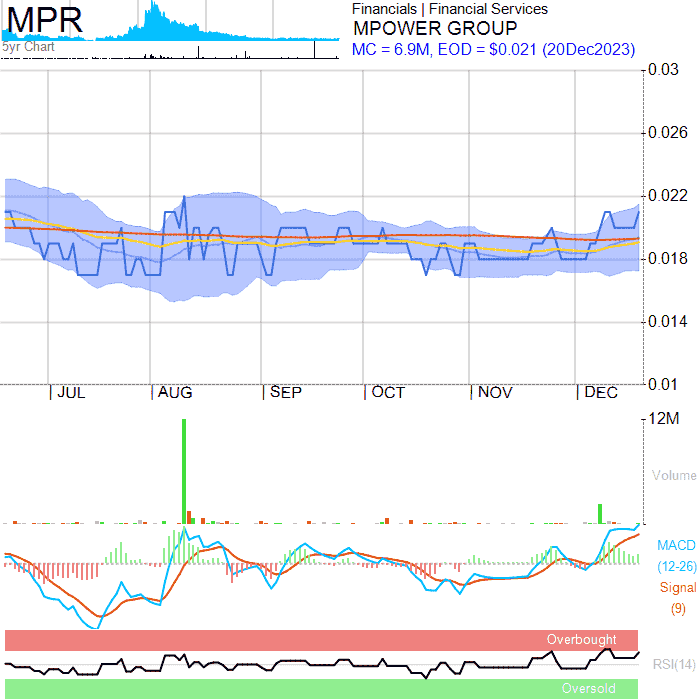 MPR
5yr Chart
Financials | Financial Services
MPOWER GROUP
MC = 6.9M, EOD = $0.021 (20Dec2023)
0.03
0.026
0.022
0.018
0.014
0.01
JUL AUG SEP OCT NOV DEC
12M
Volume
MACD
(12-26)
Signal
(9)
Overbought
RSI(14)
Oversold